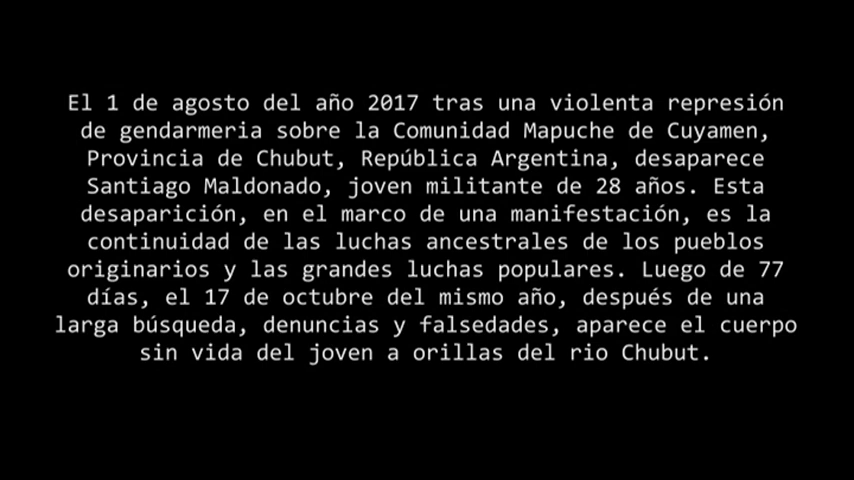 El 1 de agosto del año 2017 tras una violenta represión
de gendarmeria sobre la Comunidad Mapuche de Cuyamen,
Provincia de Chubut, República Argentina, desaparece
Santiago Maldonado, joven militante de 28 años. Esta
desaparición, en el marco de una manifestación, es la
continuidad de las luchas ancestrales de los pueblos
originarios y las grandes luchas populares. Luego de 77
días, el 17 de octubre del mismo año, después de una
larga búsqueda, denuncias y falsedades, aparece el cuerpo
sin vida del joven a orillas del rio Chubut.